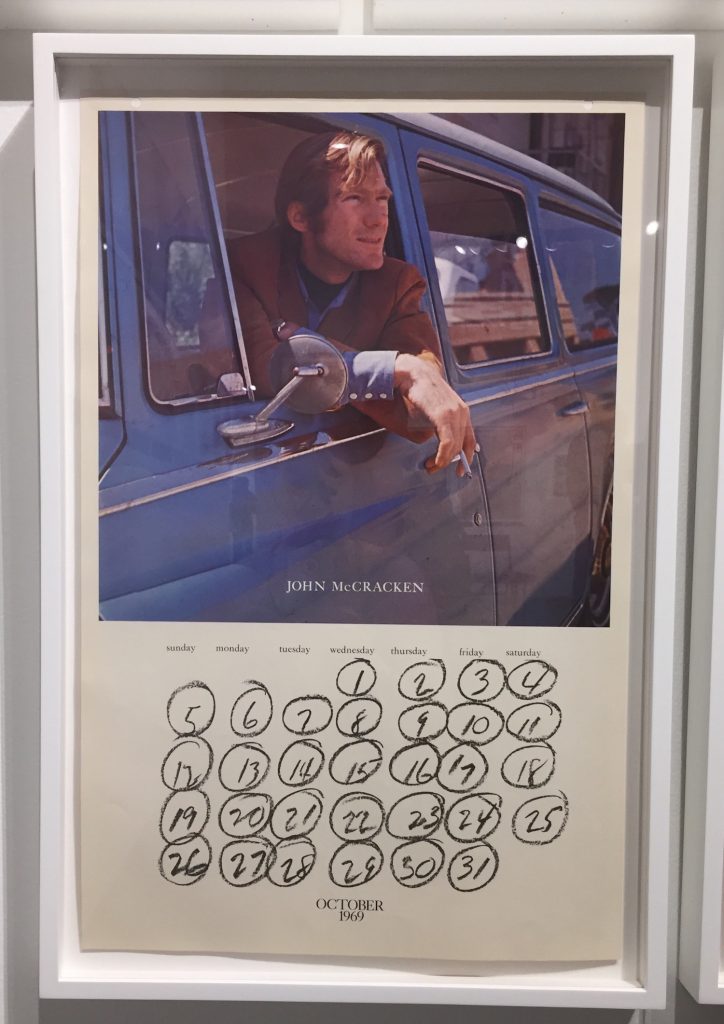 JOHN McCRACKEN
sunday monday tuesday wednesday thursday friday saturday
1 2 3 4
5 6 7 8 9 10 11
12 13 14 15 16 17 18
19 20 21 22 23 24 25
26 27 28 29 30 31
OCTOBER
1969